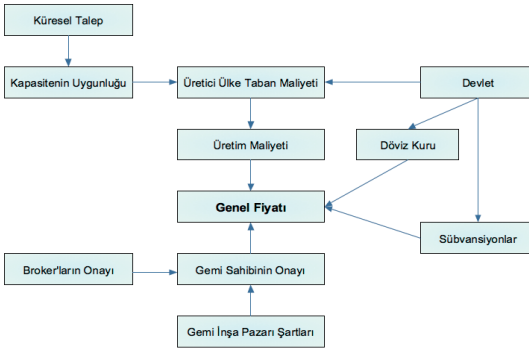 Küresel Talep
Kapasitenin Uygunluğu
Üretici Ülke Taban Maliyeti
Devlet
Üretim Maliyeti
Döviz Kuru
Genel Fiyatı
Sübvansiyonlar
Broker'ların Onayı
Gemi Sahibinin Onayı
Gemi İnşa Pazarı Şartları